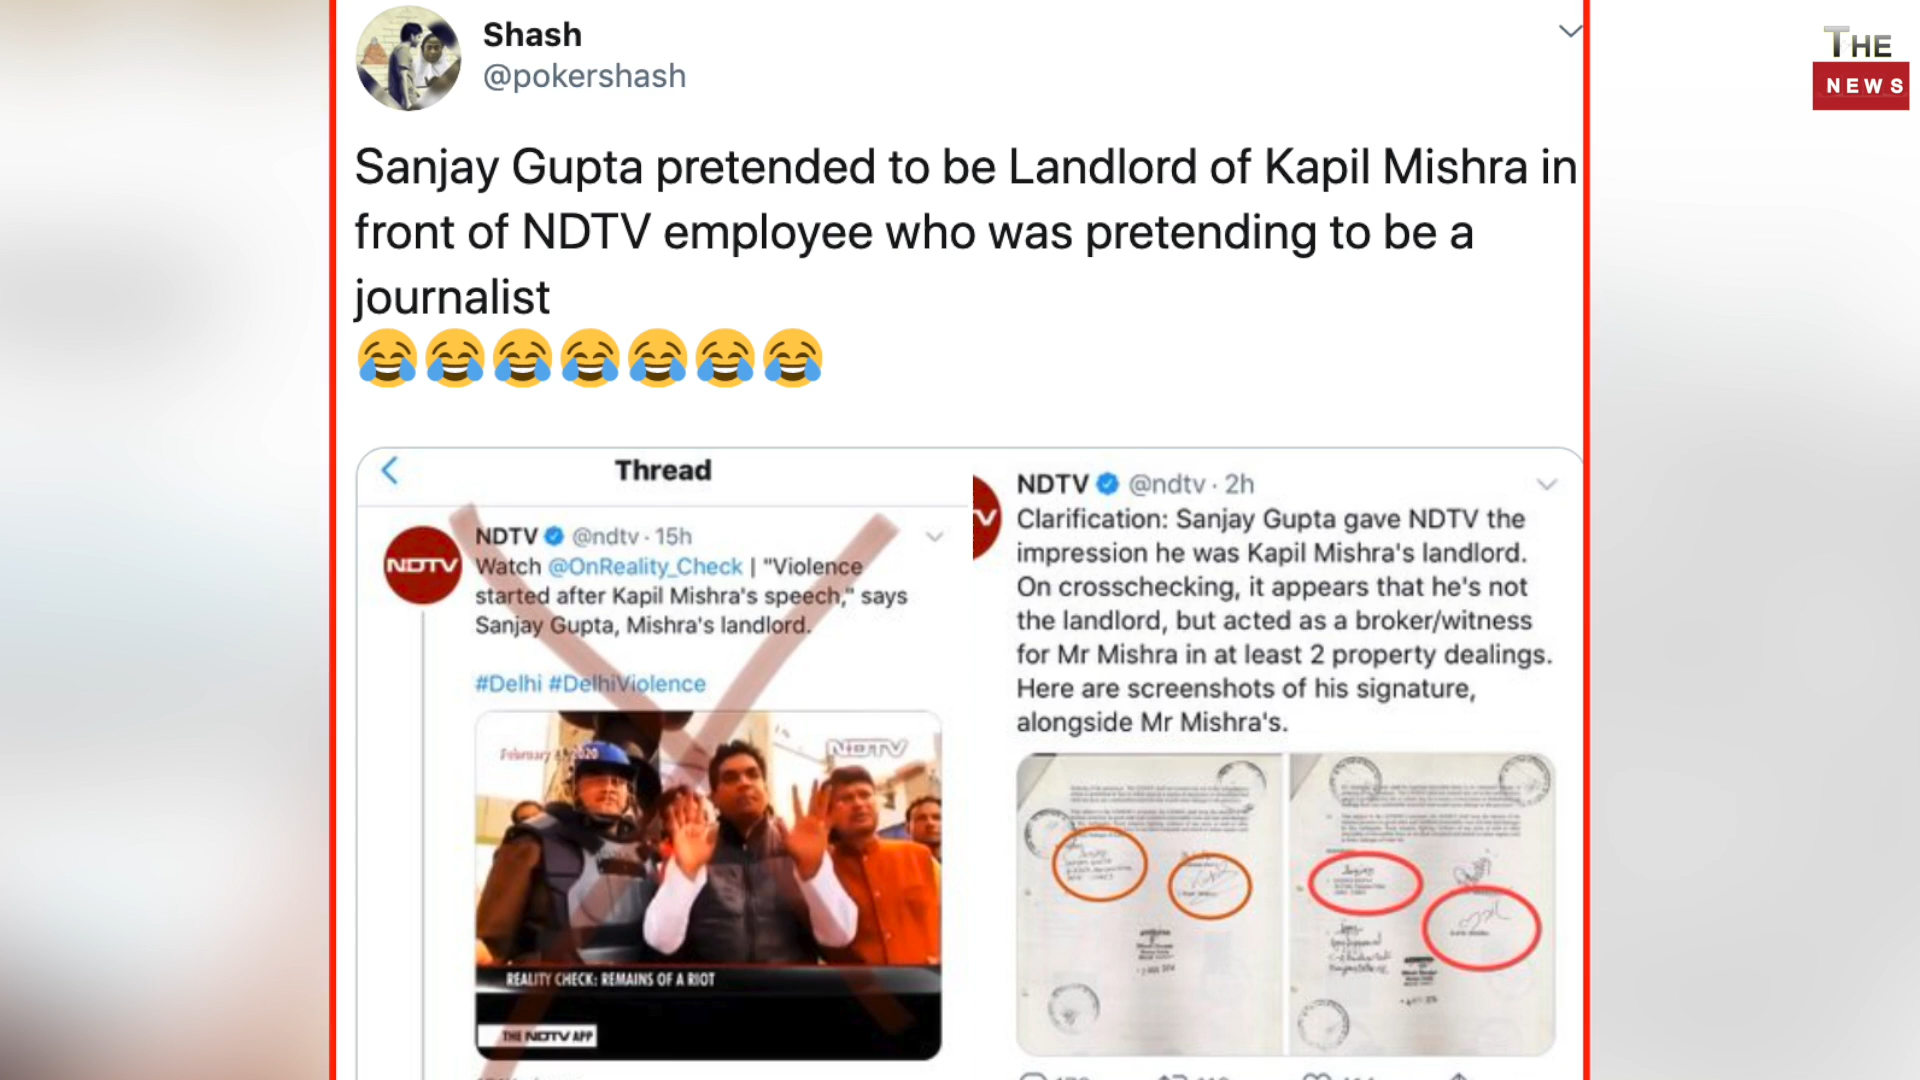 Shash
@pokershash
THE
NEWS
Sanjay Gupta pretended to be Landlord of Kapil Mishra in
front of NDTV employee who was pretending to be a
journalist
😂😂😂😂😂😂😂
Thread
NDTV
NDTV @ndtv · 15h
Watch @OnReality_Check | "Violence
started after Kapil Mishra's speech," says
Sanjay Gupta, Mishra's landlord.
#Delhi #DelhiViolence
NDTV
REALITY CHECK: REMAINS OF A RIOT
THE NDTV APP
NDTV @ndtv · 2h
Clarification: Sanjay Gupta gave NDTV the
impression he was Kapil Mishra's landlord.
On crosschecking, it appears that he's not
the landlord, but acted as a broker/witness
for Mr Mishra in at least 2 property dealings.
Here are screenshots of his signature,
alongside Mr Mishra's.